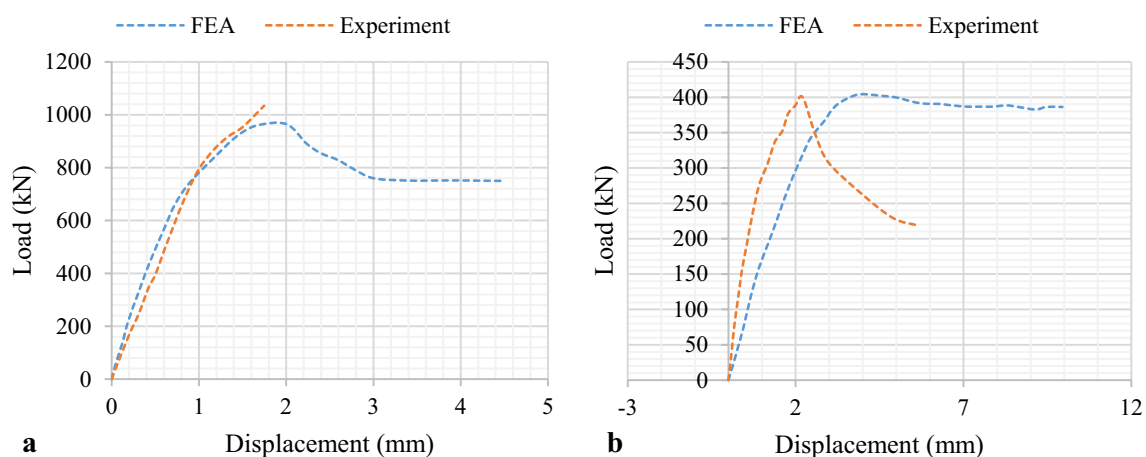 FEA Experiment
1200
1000
800
600
400
200
0
0 1 2 3 4 5
Load (kN)
Displacement (mm)
a
FEA Experiment
450
400
350
300
250
200
150
100
50
0
-3 2 7 12
Load (kN)
Displacement (mm)
b